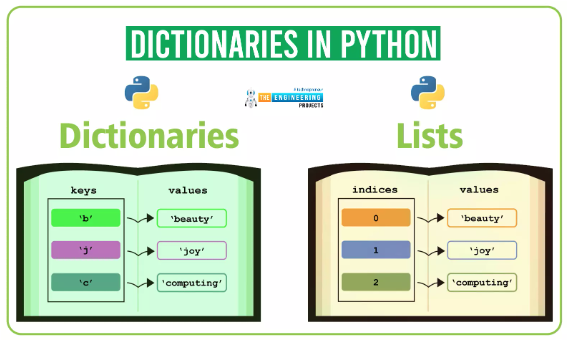 DICTIONARIES IN PYTHON
THE ENGINEERING
PROJECTS
Dictionaries
Lists
keys values
'b' 'beauty'
'j' 'joy'
'c' 'computing'
indices values
0 'beauty'
1 'joy'
2 'computing'